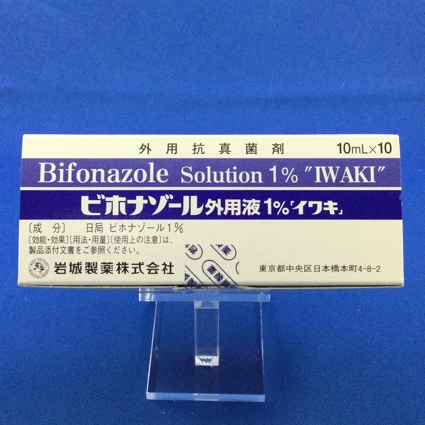 外用抗真菌剤 10mL×10
Bifonazole Solution 1% "IWAKI"
ビホナゾール外用液1%「イワキ」
〔成 分〕 日局 ビホナゾール1%
〔効能・効果〕〔用法・用量〕〔使用上の注意〕は、
製品添付文書をご参照ください。
岩城製薬株式会社 東京都中央区日本橋本町4-8-2